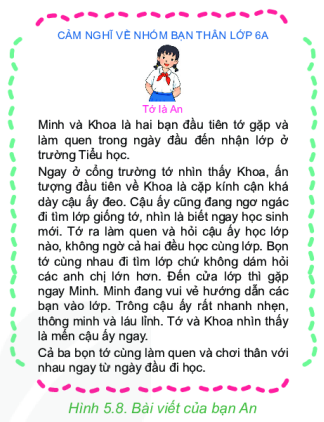 CẢM NGHĨ VỀ NHÓM BẠN THÂN LỚP 6A
Tớ là An
Minh và Khoa là hai bạn đầu tiên tớ gặp và
làm quen trong ngày đầu đến nhận lớp ở
trường Tiểu học.
Ngay ở cổng trường tớ nhìn thấy Khoa, ấn
tượng đầu tiên về Khoa là cặp kính cận khá
dày cậu ấy đeo. Cậu ấy cũng đang ngơ ngác
đi tìm lớp giống tớ, nhìn là biết ngay học sinh
mới. Tớ ra làm quen và hỏi cậu ấy học lớp
nào, không ngờ cả hai đều học cùng lớp. Bọn
tớ cùng nhau đi tìm lớp chứ không dám hỏi
các anh chị lớn hơn. Đến cửa lớp thì gặp
ngay Minh. Minh đang vui vẻ hướng dẫn các
bạn vào lớp. Trông cậu ấy rất nhanh nhẹn,
thông minh và láu lỉnh. Tớ và Khoa nhìn thấy
là mến cậu ấy ngay.
Cả ba bọn tớ cùng làm quen và chơi thân với
nhau ngay từ ngày đầu đi học.
Hình 5.8. Bài viết của bạn An